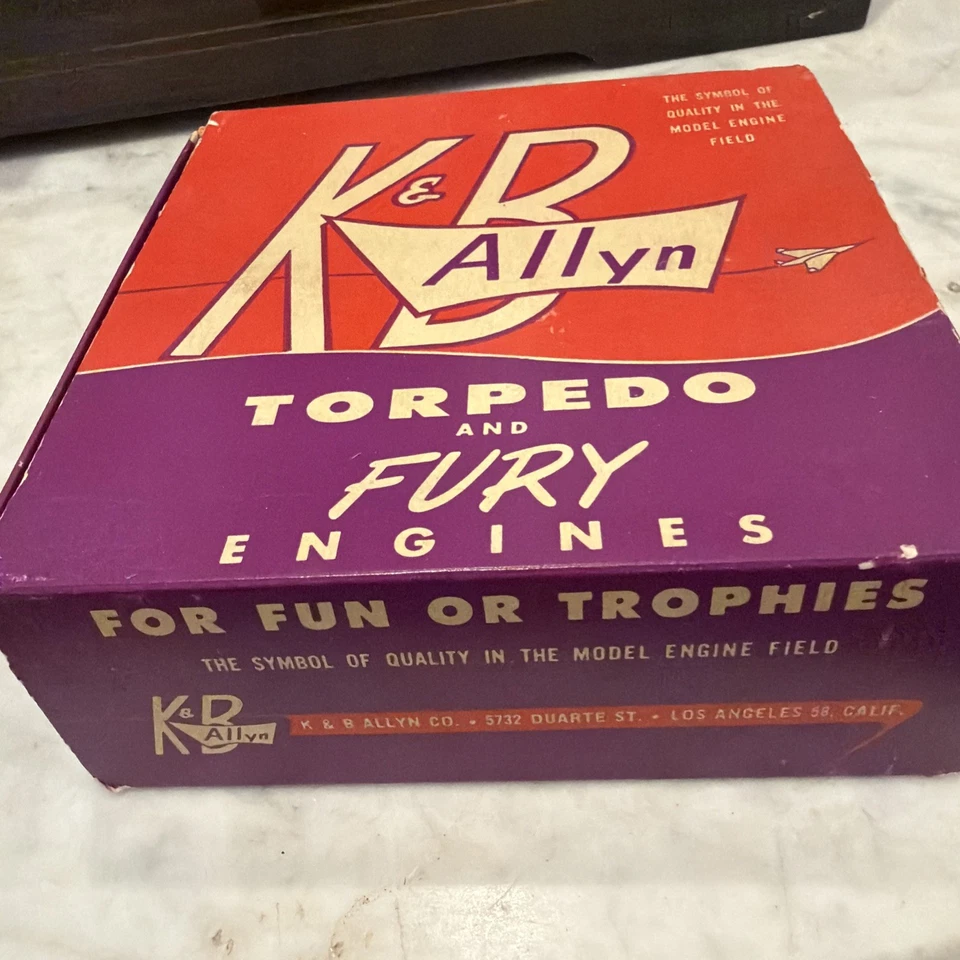 THE SYMBOL OF
QUALITY IN THE
MODEL ENGINE
FIELD
K & B
Allyn
TORPEDO
AND
FURY
ENGINES
FOR FUN OR TROPHIES
THE SYMBOL OF QUALITY IN THE MODEL ENGINE FIELD
K & B
Allyn
K & B ALLYN CO. • 5732 DUARTE ST. • LOS ANGELES 58, CALIF.